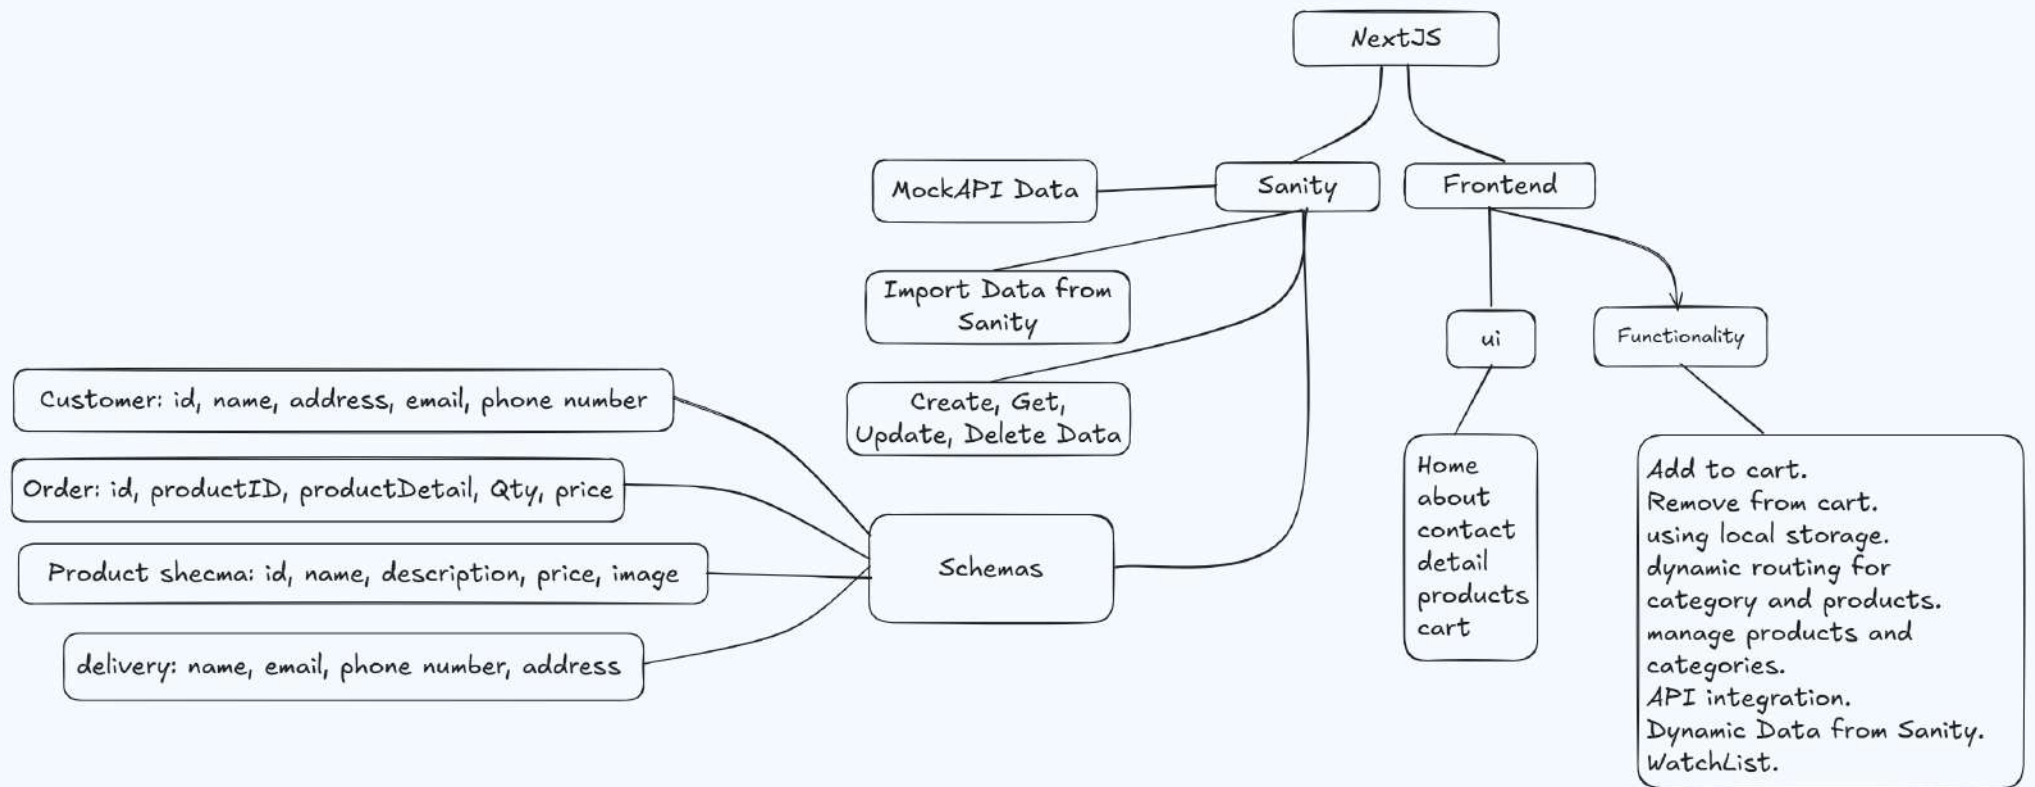 NextJS
MockAPI Data
Sanity
Frontend
Import Data from
Sanity
ui
Functionality
Customer: id, name, address, email, phone number
Create, Get,
Update, Delete Data
Order: id, productID, productDetail, Qty, price
Schemas
Product shecma: id, name, description, price, image
delivery: name, email, phone number, address
Home
about
contact
detail
products
cart
Add to cart.
Remove from cart.
using local storage.
dynamic routing for
category and products.
manage products and
categories.
API integration.
Dynamic Data from Sanity.
WatchList.